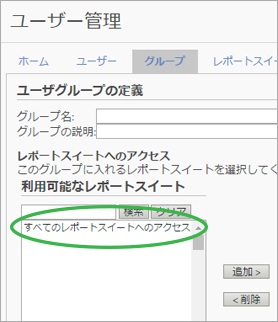 ユーザー管理
ホーム ユーザー グループ レポートスイート
ユーザグループの定義
グループ名:
グループの説明:
レポートスイートへのアクセス
このグループに入れるレポートスイートを選択してく
利用可能なレポートスイート
検索 クリア
すべてのレポートスイートへのアクセス
追加 >
< 削除